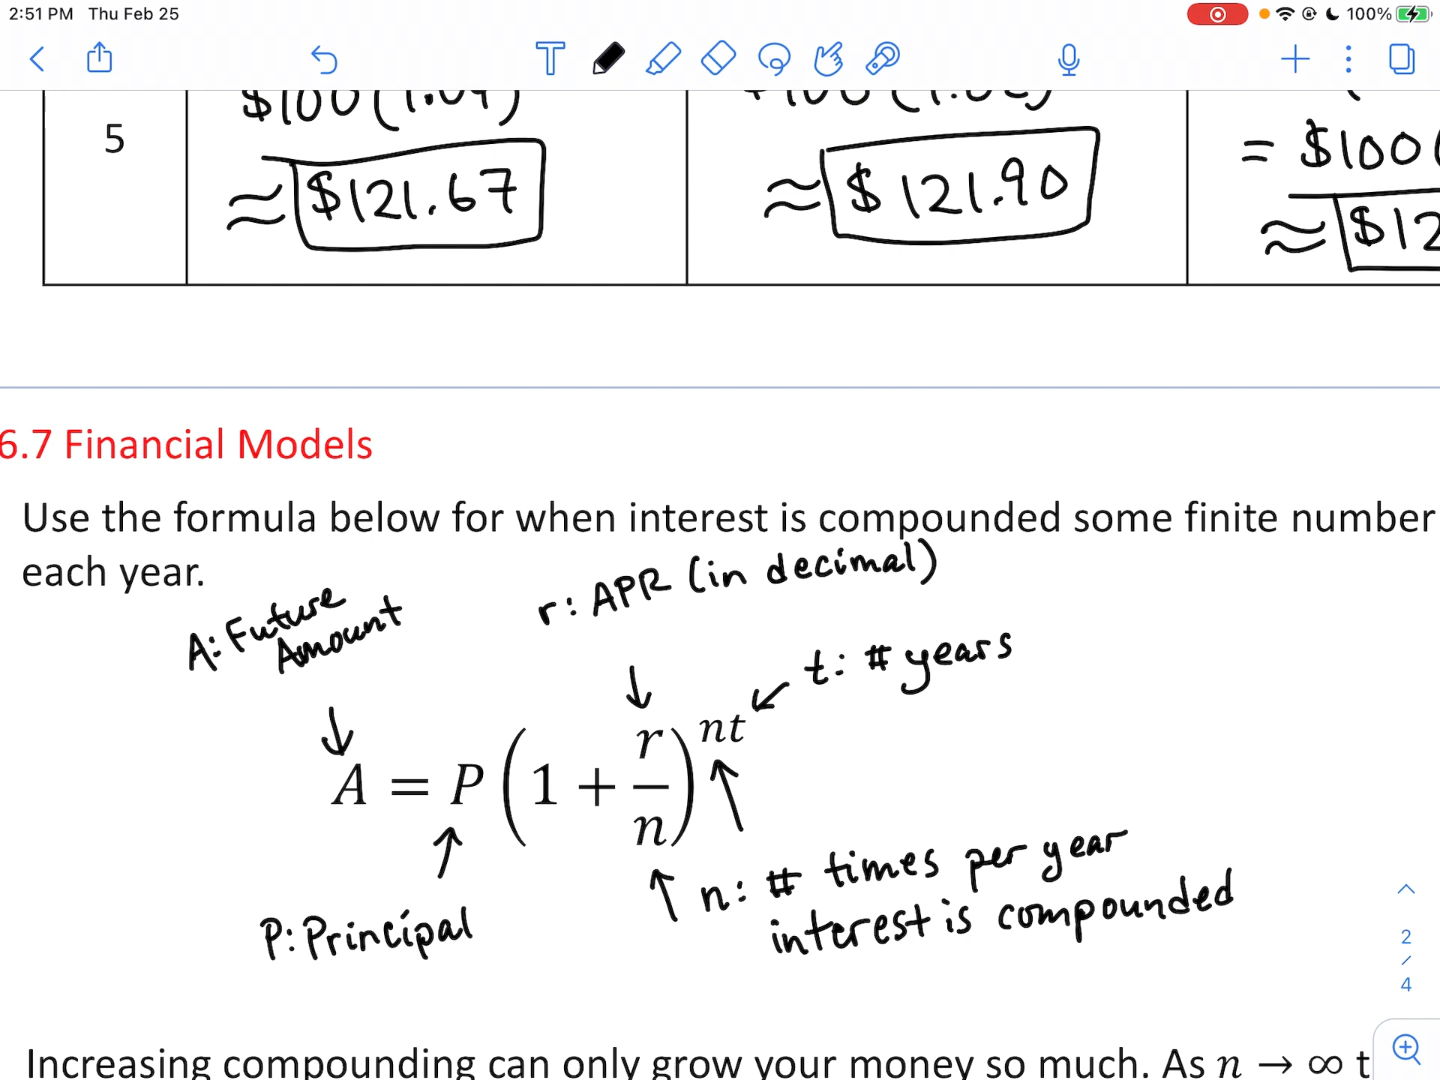 2:51 PM Thu Feb 25
100%
5
$100(1.04)
≈ $121.67
≈ $121.90
= $100(
≈ $12
6.7 Financial Models
Use the formula below for when interest is compounded some finite number
each year.
A: Future
Amount
r: APR (in decimal)
t: # years
A = P(1 + r/n)^nt
P: Principal
n: # times per year
interest is compounded
2
/
4
Increasing compounding can only grow your money so much. As n → ∞ t